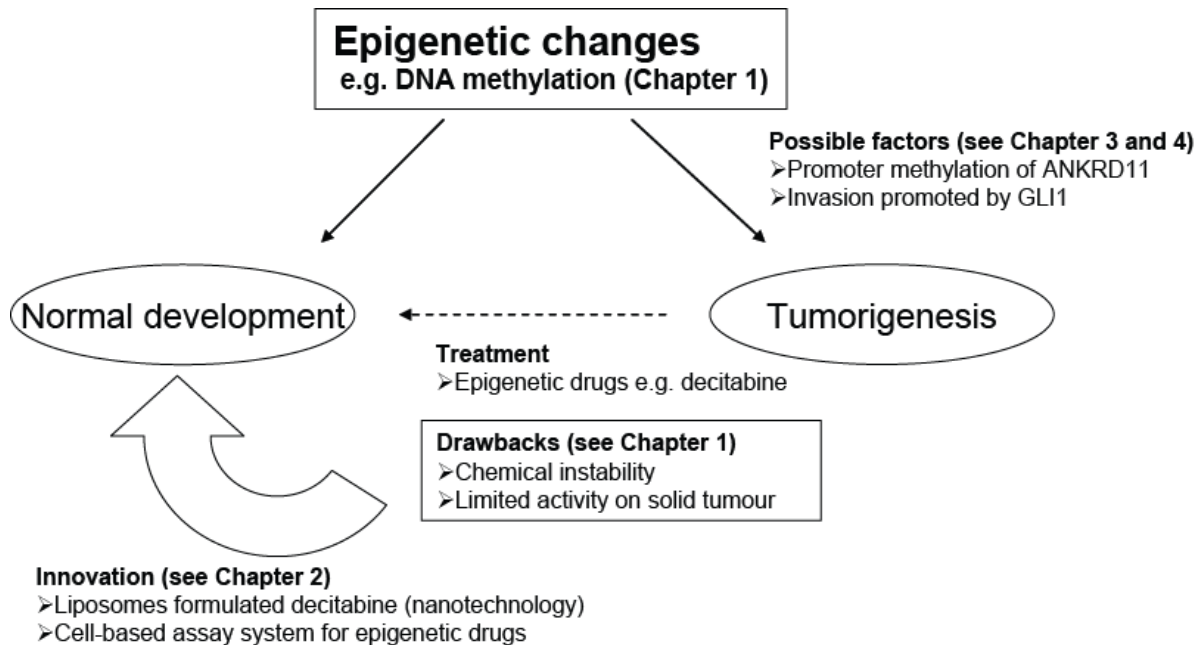 Epigenetic changes
e.g. DNA methylation (Chapter 1)
Possible factors (see Chapter 3 and 4)
➢Promoter methylation of ANKRD11
➢Invasion promoted by GLI1
Normal development
Tumorigenesis
Treatment
➢Epigenetic drugs e.g. decitabine
Drawbacks (see Chapter 1)
➢Chemical instability
➢Limited activity on solid tumour
Innovation (see Chapter 2)
➢Liposomes formulated decitabine (nanotechnology)
➢Cell-based assay system for epigenetic drugs